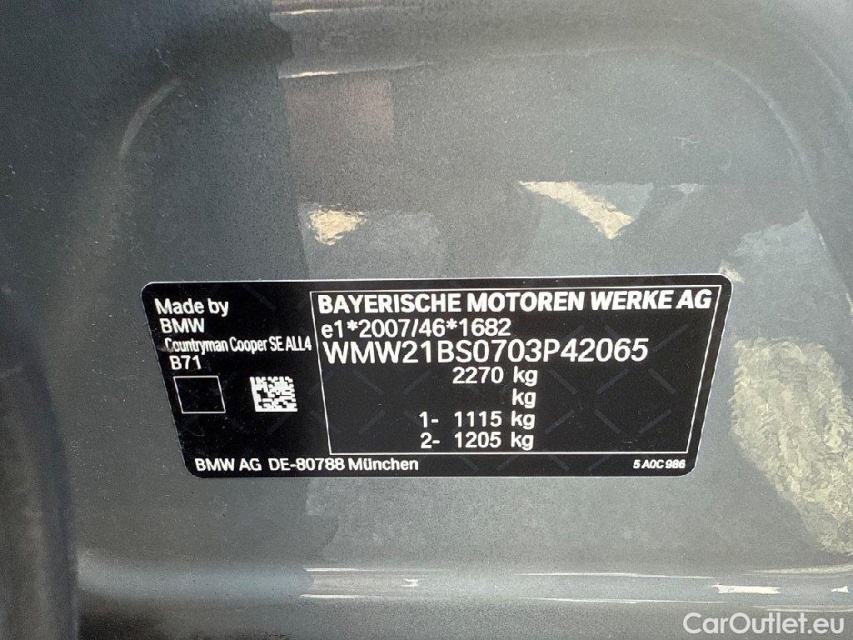 Made by
BMW
Countryman Cooper SE ALL4
B71
BMW AG DE-80788 München
BAYERISCHE MOTOREN WERKE AG
e1*2007/46*1682
WMW21BS0703P42065
2270 kg
kg
1- 1115 kg
2- 1205 kg
5 A0C 986
CarOutlet.eu